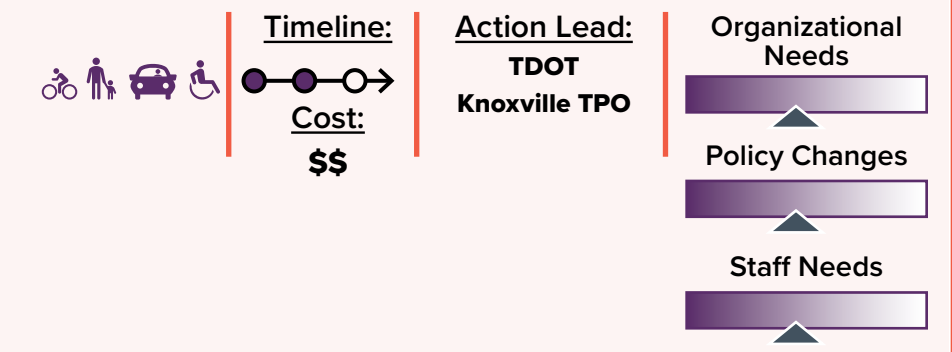 Timeline:
Cost:
$$
Action Lead:
TDOT
Knoxville TPO
Organizational
Needs
Policy Changes
Staff Needs